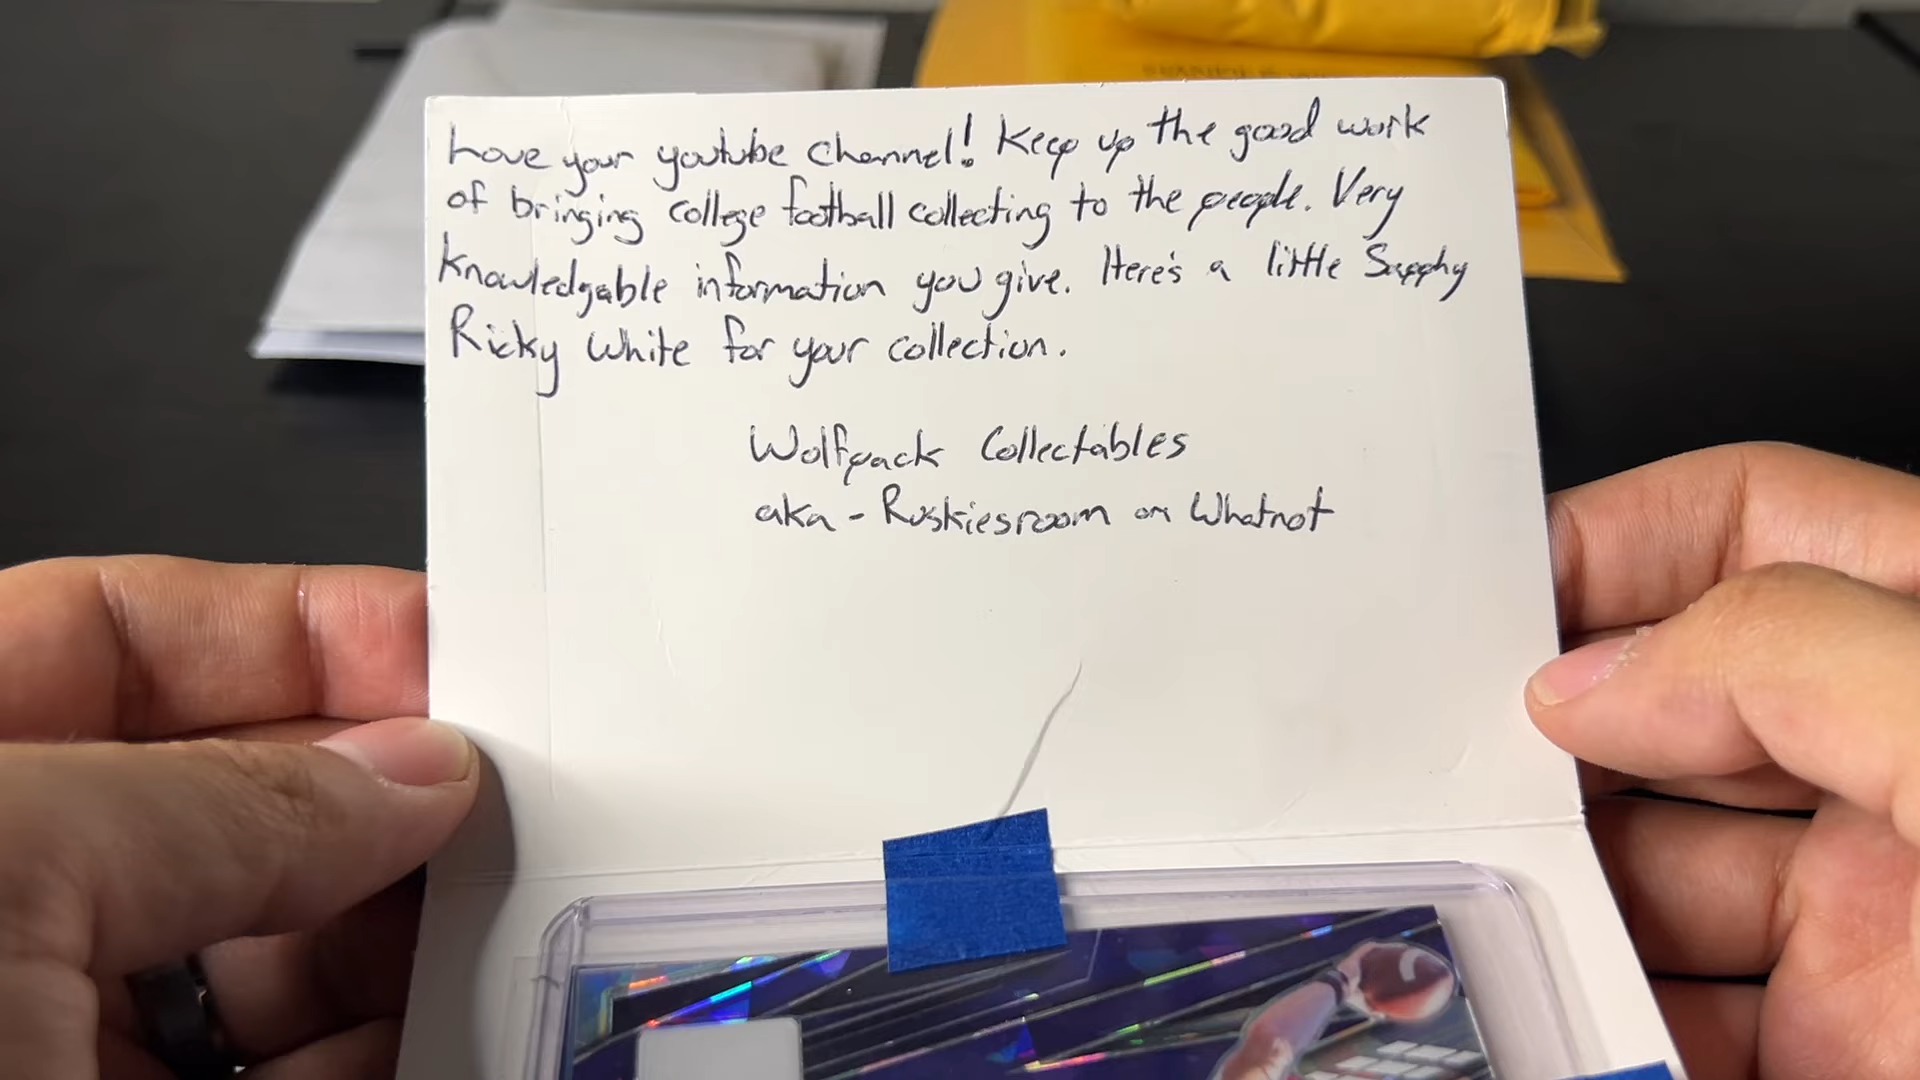 Love your youtube channel! Keep up the good work
of bringing college football collecting to the people. Very
knowledgable information you give. Here's a little Sapphy
Ricky White for your collection.
Wolfpack Collectables
aka - Ruskiesroom on Whatnot